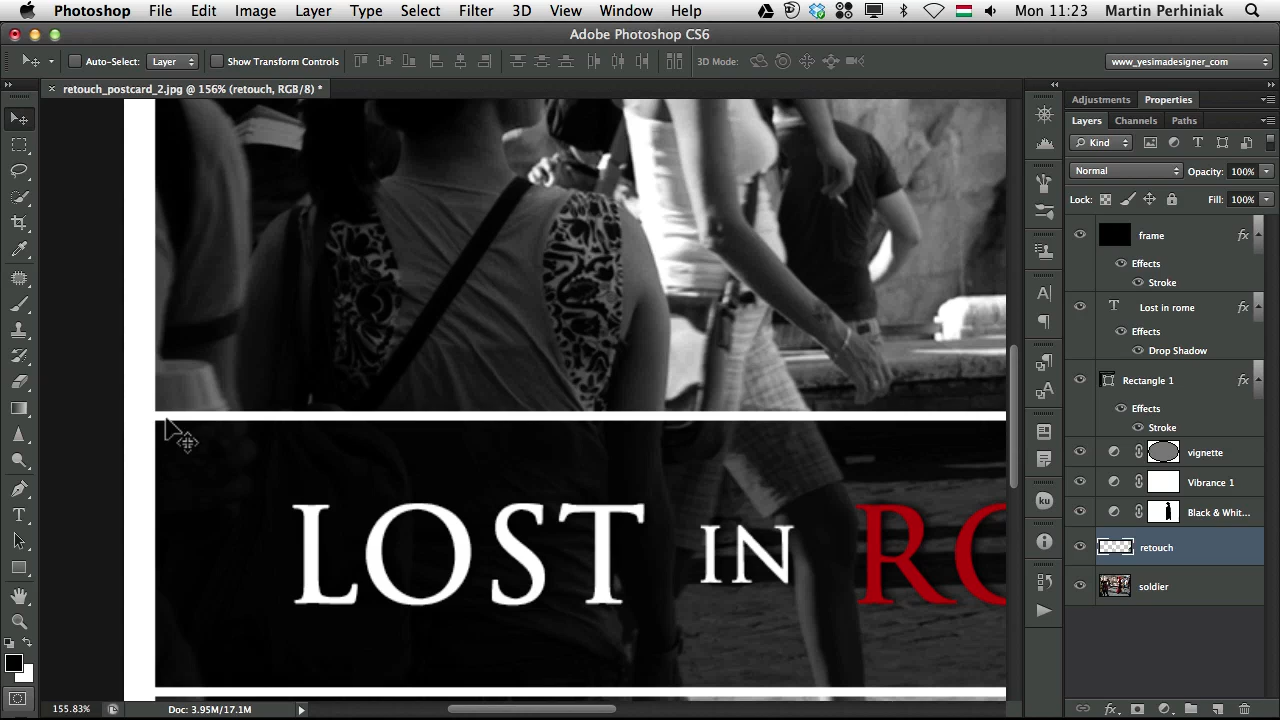 Photoshop File Edit Image Layer Type Select Filter 3D View Window Help Mon 11:23 Martin Perhiniak
Adobe Photoshop CS6
Auto-Select: Layer Show Transform Controls 3D Mode: www_yesimadesigner_com
× retouch_postcard_2.jpg @ 156% (retouch, RGB/8) *
Adjustments Properties
Layers Channels Paths
Kind T
Normal Opacity: 100%
Lock: Fill: 100%
frame fx
Effects
Stroke
T Lost in rome
Effects
Drop Shadow
Rectangle 1 fx
Effects
Stroke
vignette
Vibrance 1
Black & Whit...
retouch
soldier
LOST IN RO
T
A
A
ku
155.83% Doc: 3.95M/17.1M
fx